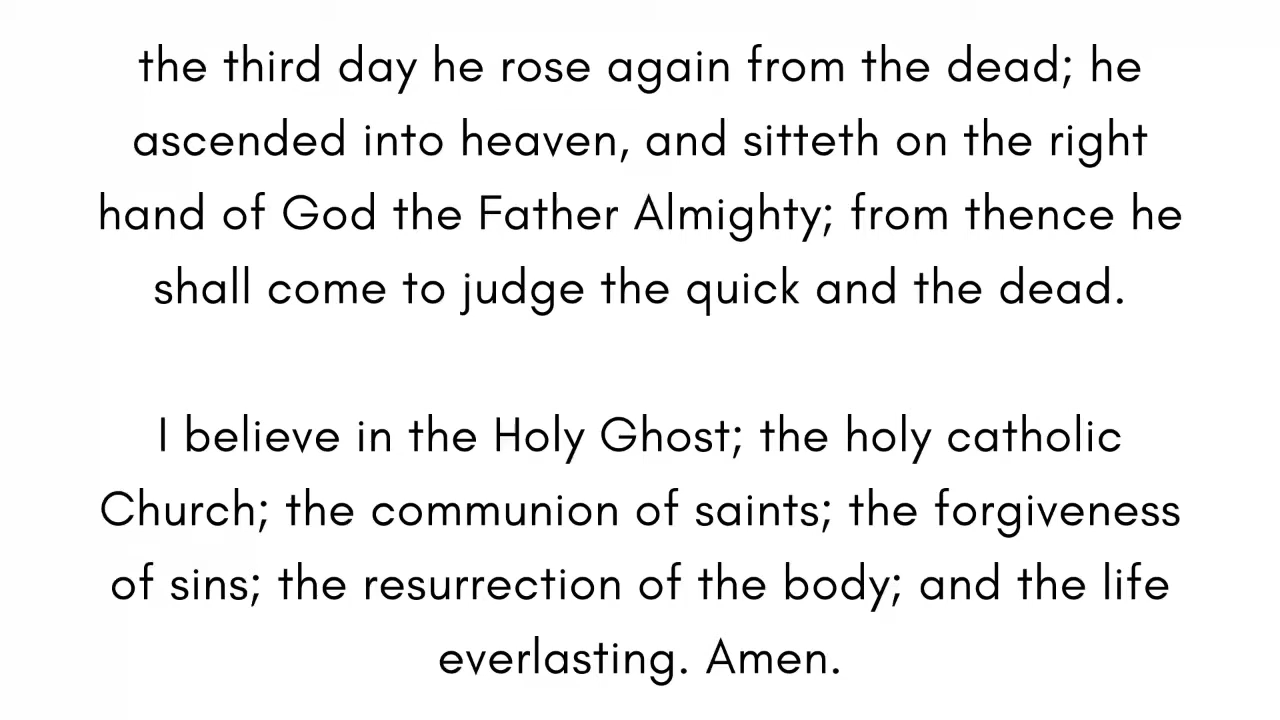 the third day he rose again from the dead; he
ascended into heaven, and sitteth on the right
hand of God the Father Almighty; from thence he
shall come to judge the quick and the dead.
I believe in the Holy Ghost; the holy catholic
Church; the communion of saints; the forgiveness
of sins; the resurrection of the body; and the life
everlasting. Amen.